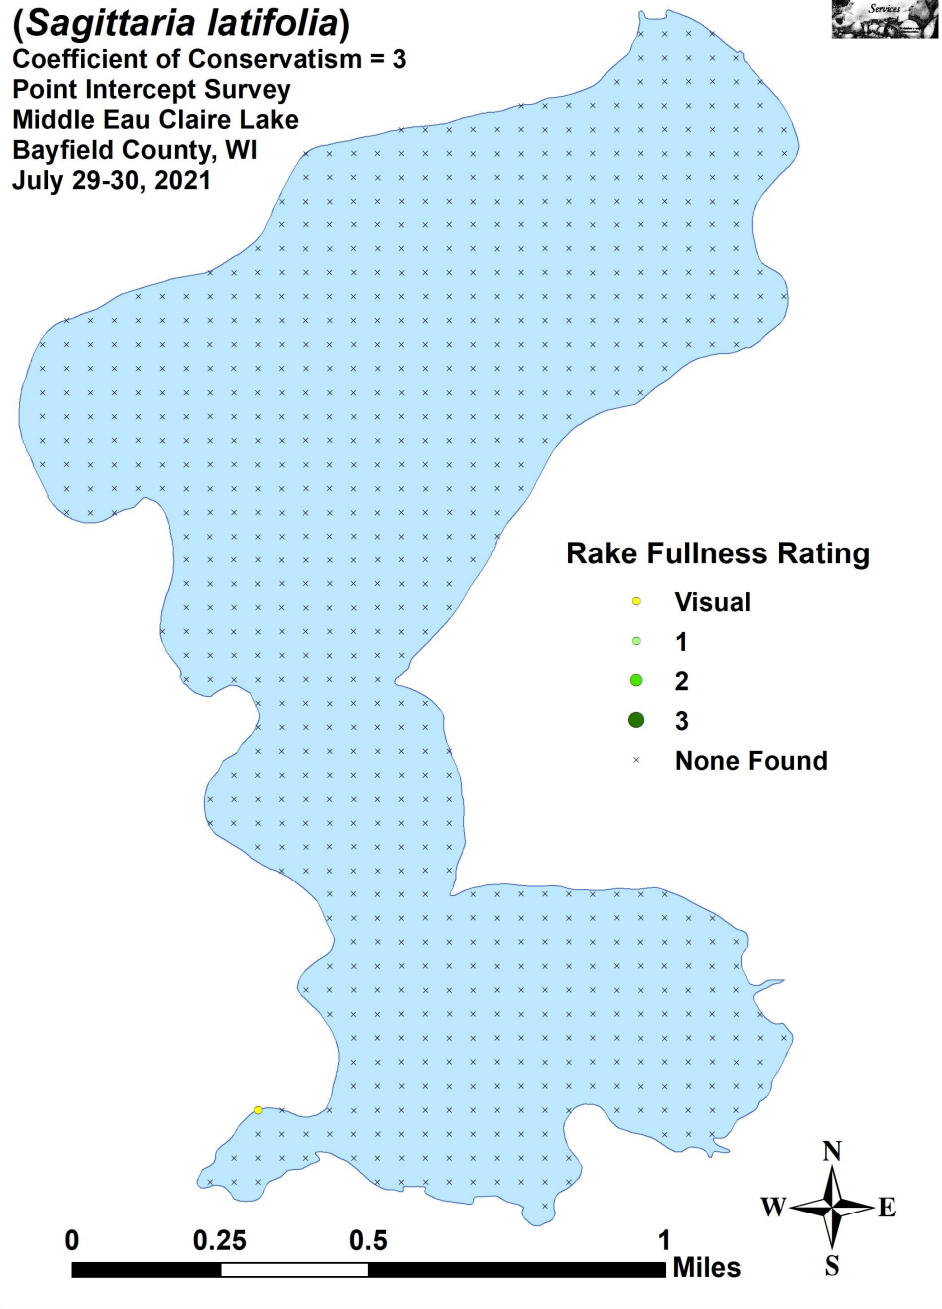 (Sagittaria latifolia)
Coefficient of Conservatism = 3
Point Intercept Survey
Middle Eau Claire Lake
Bayfield County, WI
July 29-30, 2021
Services
Rake Fullness Rating
Visual
1
2
3
None Found
N
W E
S
0 0.25 0.5 1
Miles